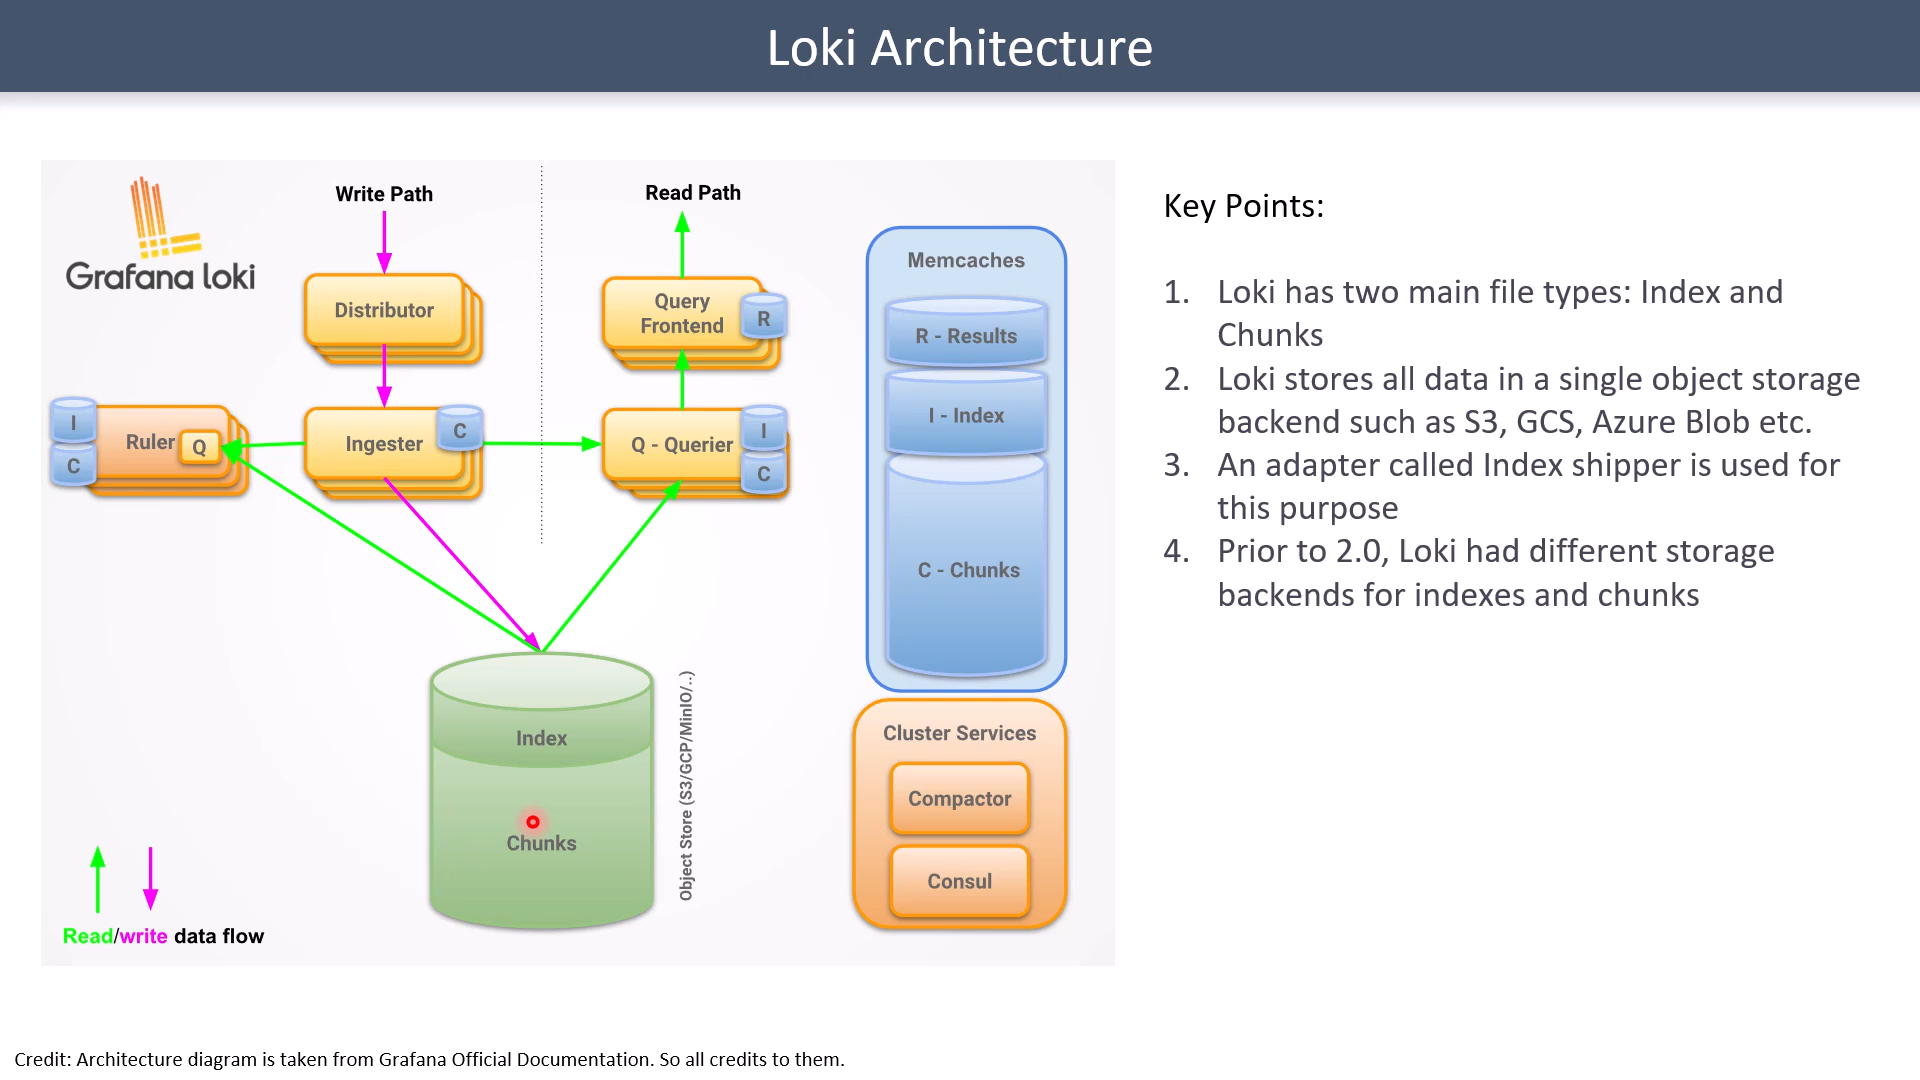 Loki Architecture
Grafana loki
Write Path
Read Path
Distributor
Query
Frontend
R
I
C
Ruler
Q
Ingester
C
Q - Querier
I
C
Index
Chunks
Object Store (S3/GCP/MinIO/..)
Read/write data flow
Memcaches
R - Results
I - Index
C - Chunks
Cluster Services
Compactor
Consul
Key Points:
1. Loki has two main file types: Index and
Chunks
2. Loki stores all data in a single object storage
backend such as S3, GCS, Azure Blob etc.
3. An adapter called Index shipper is used for
this purpose
4. Prior to 2.0, Loki had different storage
backends for indexes and chunks
Credit: Architecture diagram is taken from Grafana Official Documentation. So all credits to them.